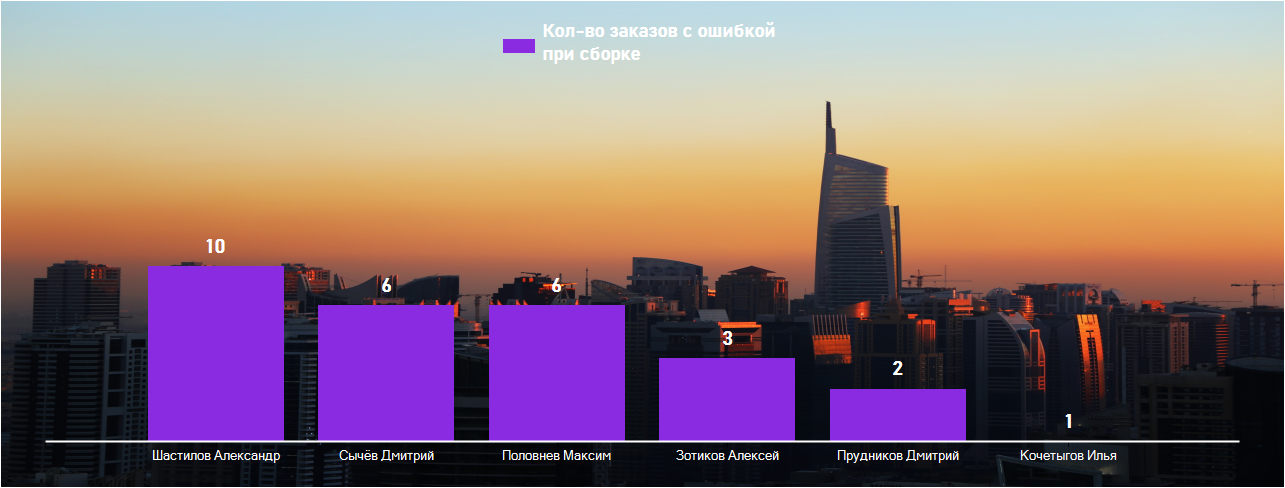 Кол-во заказов с ошибкой
при сборке
10
6
6
3
2
1
Шастилов Александр
Сычёв Дмитрий
Половнев Максим
Зотиков Алексей
Прудников Дмитрий
Кочетыгов Илья